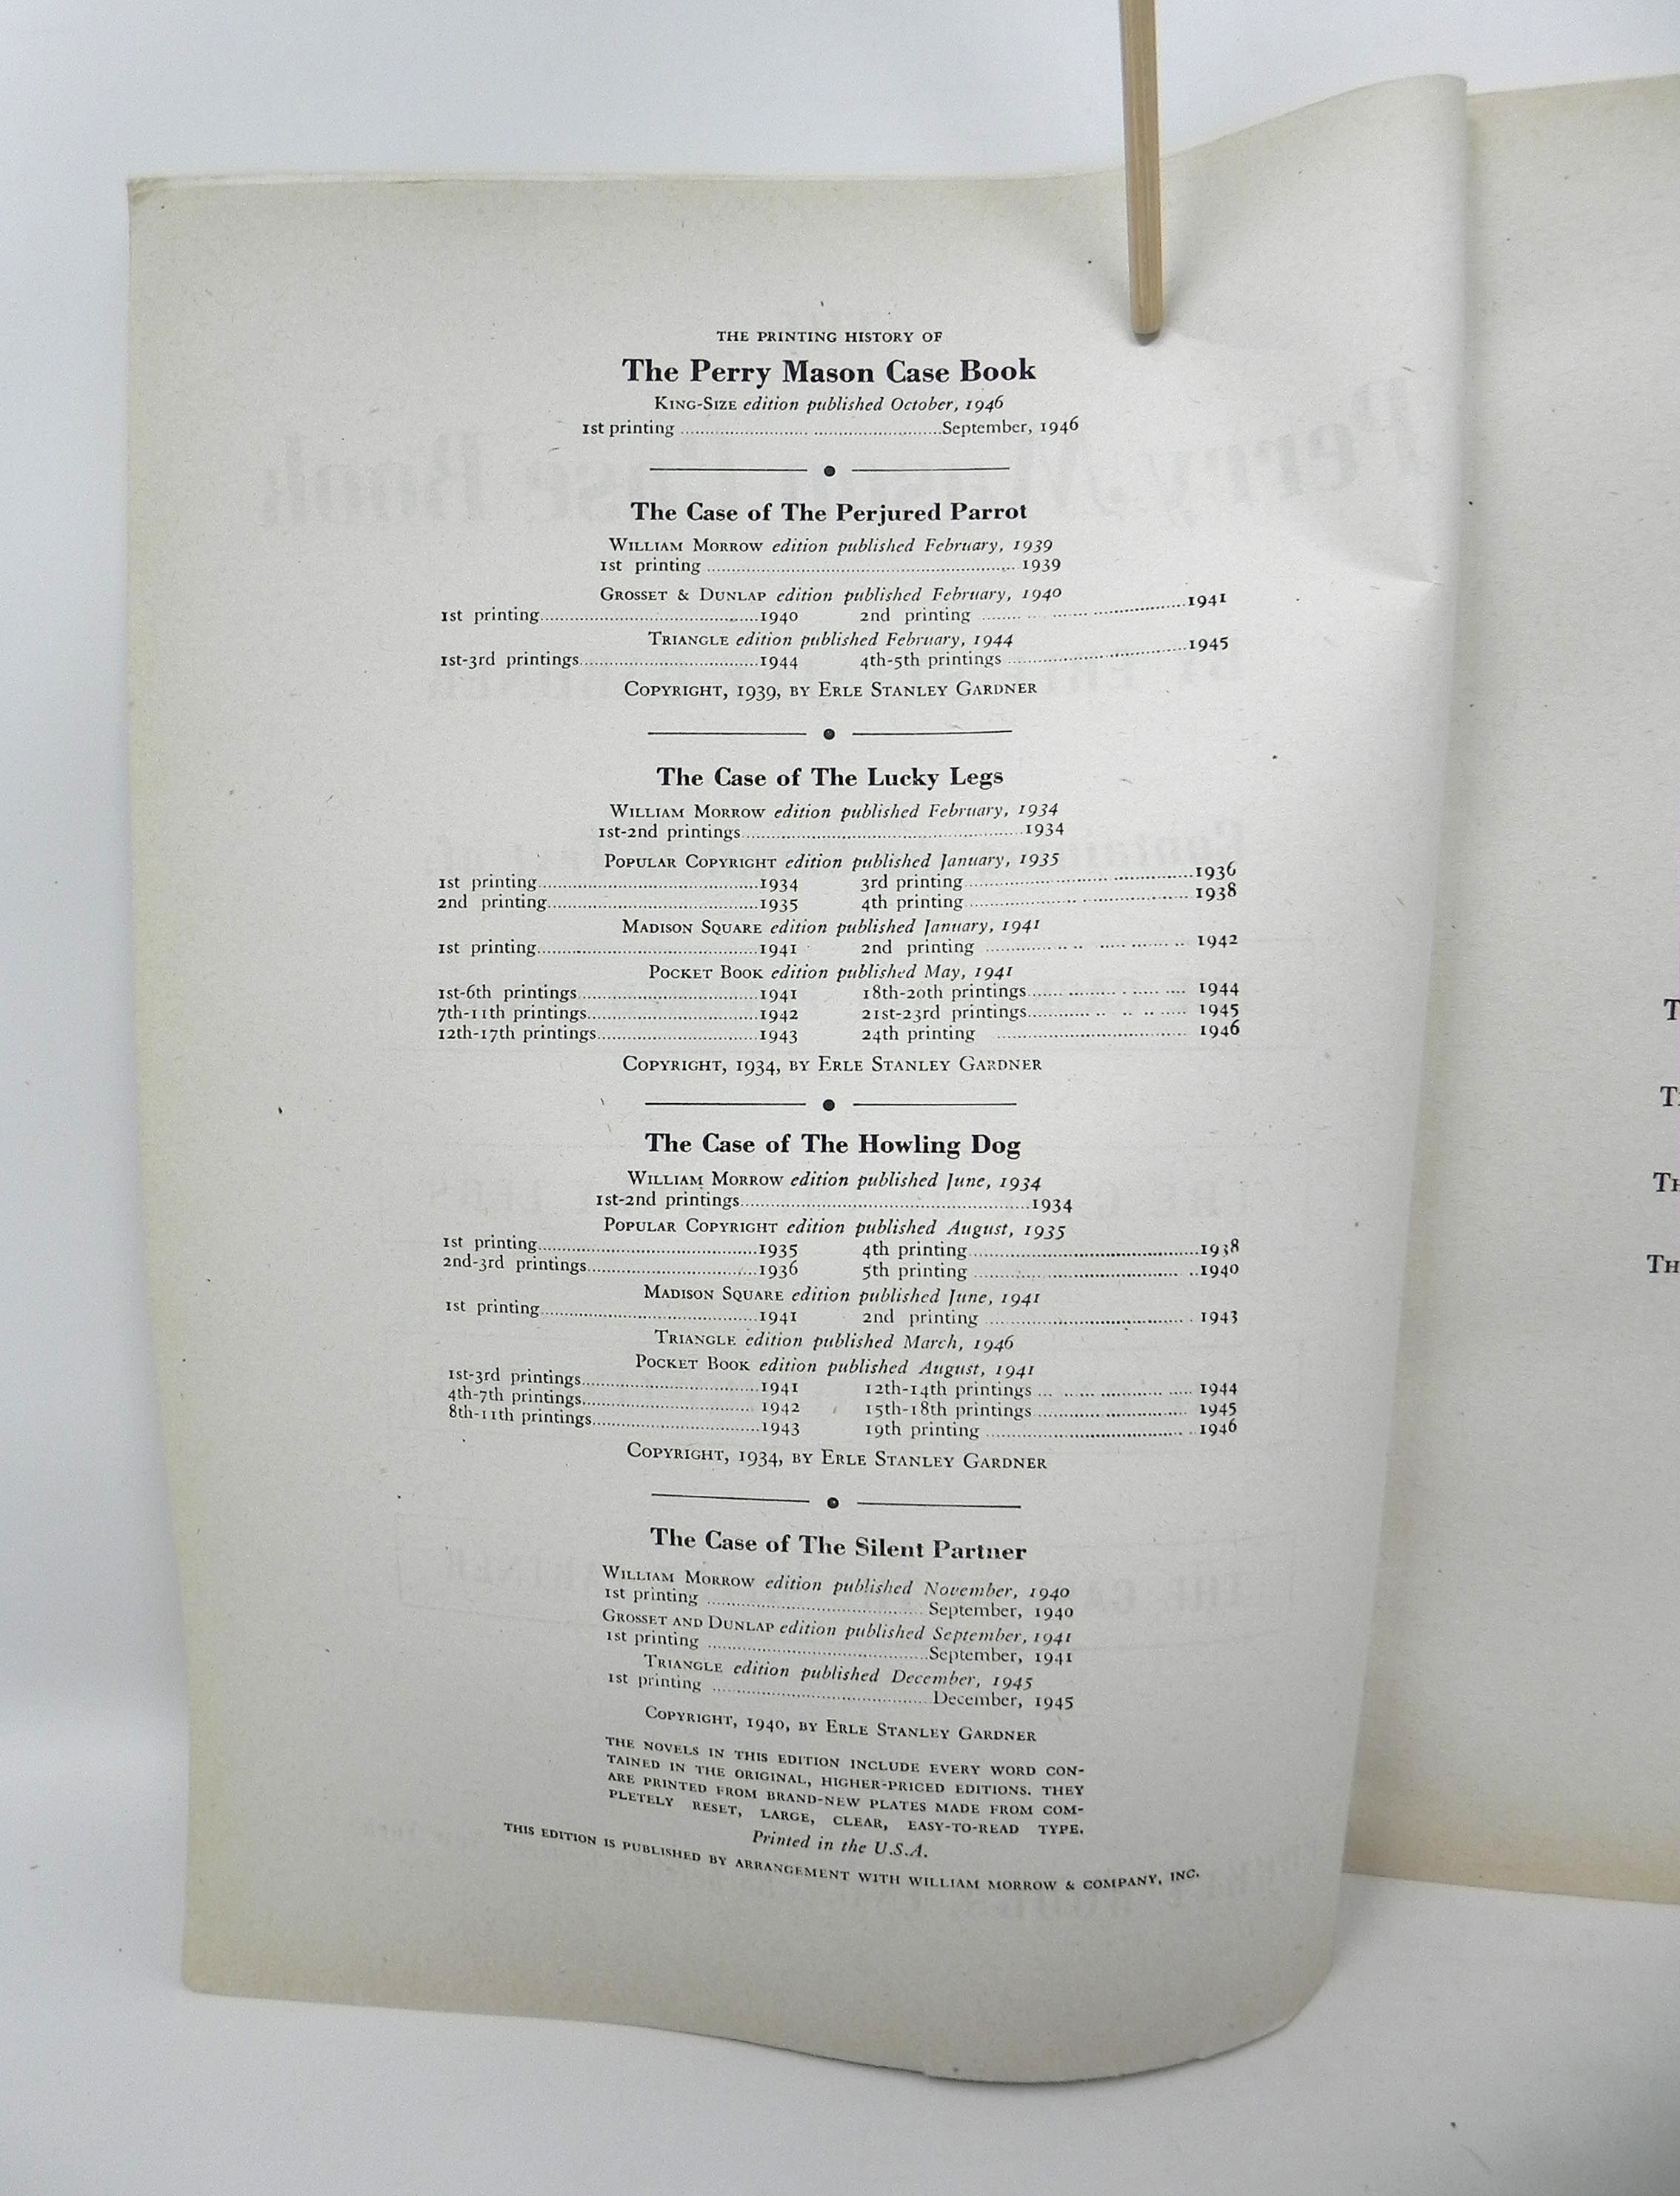 THE PRINTING HISTORY OF
The Perry Mason Case Book
KING-SIZE edition published October, 1946
1st printing ........................................ September, 1946
The Case of The Perjured Parrot
WILLIAM MORROW edition published February, 1939
1st printing ........................................ 1939
GROSSET & DUNLAP edition published February, 1940
1st printing ........................................ 1940 2nd printing ........................................ 1941
TRIANGLE edition published February, 1944
1st-3rd printings ........................................ 1944 4th-5th printings ........................................ 1945
COPYRIGHT, 1939, BY ERLE STANLEY GARDNER
The Case of The Lucky Legs
WILLIAM MORROW edition published February, 1934
1st-2nd printings ........................................ 1934
POPULAR COPYRIGHT edition published January, 1935
1st printing ........................................ 1934 3rd printing ........................................ 1936
2nd printing ........................................ 1935 4th printing ........................................ 1938
MADISON SQUARE edition published January, 1941
1st printing ........................................ 1941 2nd printing ........................................ 1942
POCKET BOOK edition published May, 1941
1st-6th printings ........................................ 1941 18th-20th printings ........................................ 1944
7th-11th printings ........................................ 1942 21st-23rd printings ........................................ 1945
12th-17th printings ........................................ 1943 24th printing ........................................ 1946
COPYRIGHT, 1934, BY ERLE STANLEY GARDNER
The Case of The Howling Dog
WILLIAM MORROW edition published June, 1934
1st-2nd printings ........................................ 1934
POPULAR COPYRIGHT edition published August, 1935
1st printing ........................................ 1935 4th printing ........................................ 1938
2nd-3rd printings ........................................ 1936 5th printing ........................................ 1940
MADISON SQUARE edition published June, 1941
1st printing ........................................ 1941 2nd printing ........................................ 1943
TRIANGLE edition published March, 1946
POCKET BOOK edition published August, 1941
1st-3rd printings ........................................ 1941 12th-14th printings ........................................ 1944
4th-7th printings ........................................ 1942 15th-18th printings ........................................ 1945
8th-11th printings ........................................ 1943 19th printing ........................................ 1946
COPYRIGHT, 1934, BY ERLE STANLEY GARDNER
The Case of The Silent Partner
WILLIAM MORROW edition published November, 1940
1st printing ........................................ September, 1940
GROSSET AND DUNLAP edition published September, 1941
1st printing ........................................ September, 1941
TRIANGLE edition published December, 1945
1st printing ........................................ December, 1945
COPYRIGHT, 1940, BY ERLE STANLEY GARDNER
THE NOVELS IN THIS EDITION INCLUDE EVERY WORD CON-
TAINED IN THE ORIGINAL, HIGHER-PRICED EDITIONS. THEY
ARE PRINTED FROM BRAND-NEW PLATES MADE FROM COM-
PLETELY RESET, LARGE, CLEAR, EASY-TO-READ TYPE.
Printed in the U.S.A.
THIS EDITION IS PUBLISHED BY ARRANGEMENT WITH WILLIAM MORROW & COMPANY, INC.